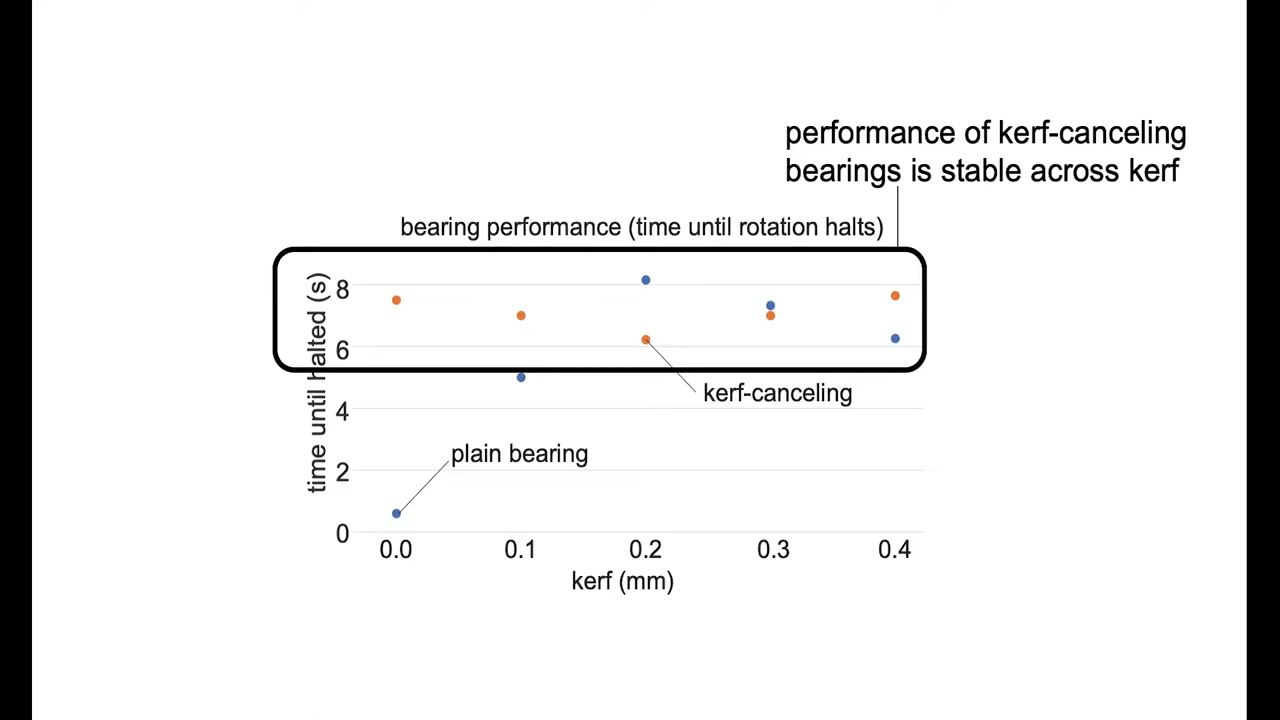 performance of kerf-canceling
bearings is stable across kerf
bearing performance (time until rotation halts)
time until halted (s)
8
6
4
2
0
kerf-canceling
plain bearing
0.0 0.1 0.2 0.3 0.4
kerf (mm)